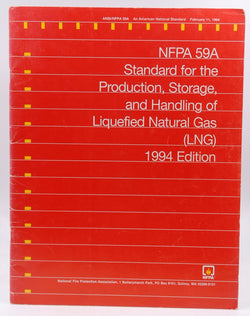 ANSI/NFPA 59A   An American National Standard   February 11, 1994
NFPA 59A
Standard for the
Production, Storage,
and Handling of
Liquefied Natural Gas
(LNG)
1994 Edition
NFPA
National Fire Protection Association, 1 Batterymarch Park, PO Box 9101, Quincy, MA 02269-9101